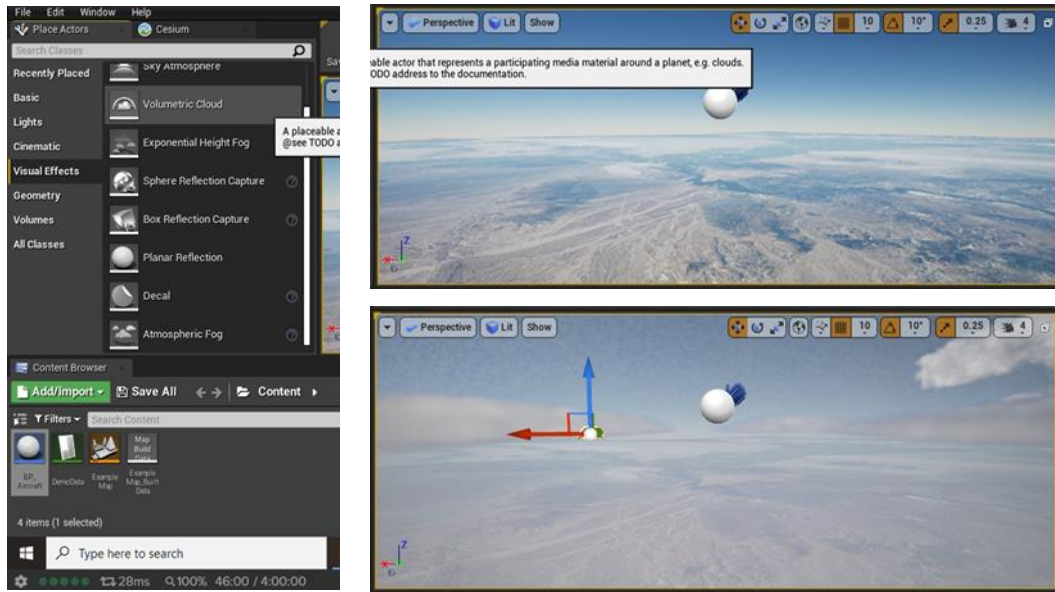 File Edit Window Help
Place Actors Cesium
Search Classes
Recently Placed
Basic
Lights
Cinematic
Visual Effects
Geometry
Volumes
All Classes
Sky Atmosphere
Volumetric Cloud
Exponential Height Fog
Sphere Reflection Capture
Box Reflection Capture
Planar Reflection
Decal
Atmospheric Fog
A placeable a
@see TODO a
Content Browser
Add/Import Save All Content
Filters Search Content
BP_
Aircraft
DemoData
Example
Map
Map
Build
Data
Example
Map_Built
Data
4 items (1 selected)
Type here to search
28ms 100% 46:00 / 4:00:00
Perspective Lit Show 10 10° 0.25 4
able actor that represents a participating media material around a planet, e.g. clouds.
ODO address to the documentation.
Z
Perspective Lit Show 10 10° 0.25 4
Z